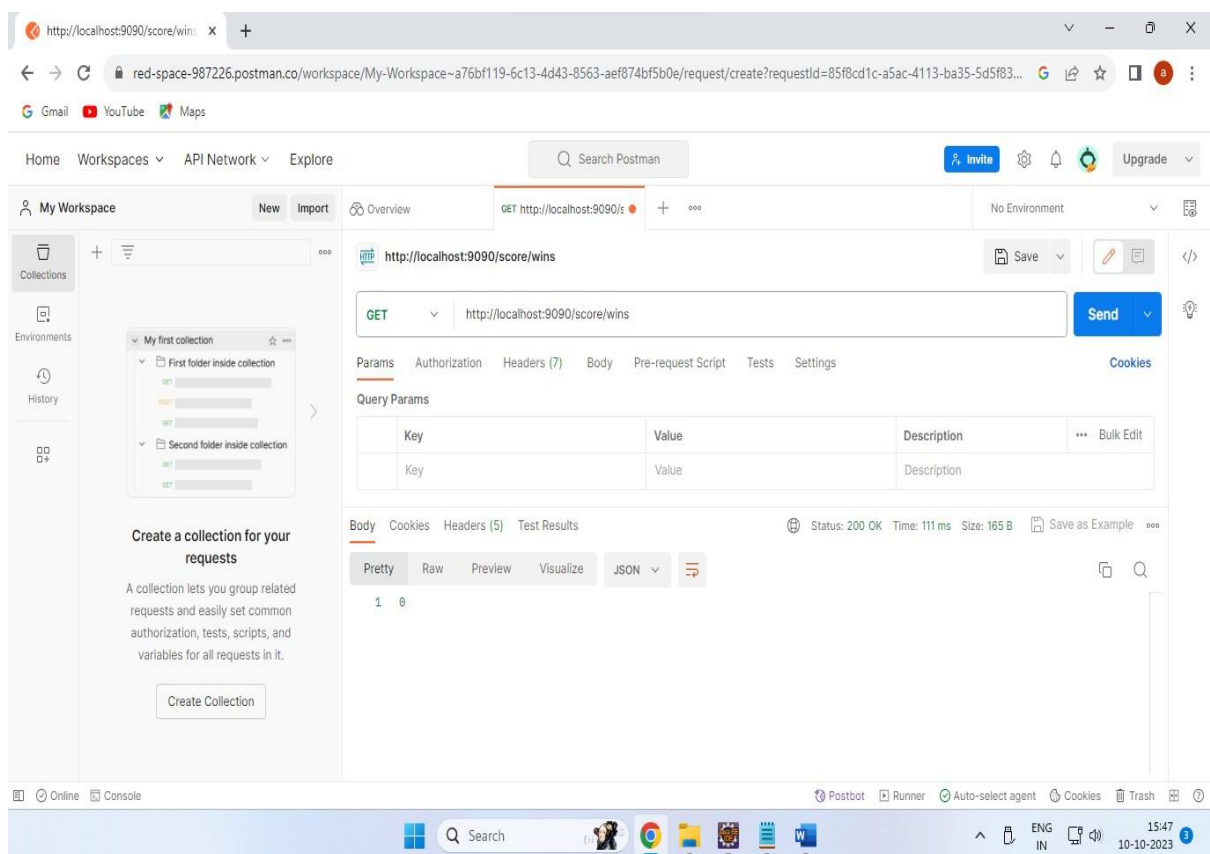 http://localhost:9090/score/wins
red-space-987226.postman.co/workspace/My-Workspace~a76bf119-6c13-4d43-8563-aef874bf5b0e/request/create?requestId=85f8cd1c-a5ac-4113-ba35-5d5f83...
a
Gmail YouTube Maps
Home Workspaces API Network Explore
Search Postman
Invite
Upgrade
My Workspace New Import
Overview
GET http://localhost:9090/s
No Environment
Collections
Environments
History
My first collection
First folder inside collection
GET
POST
GET
Second folder inside collection
GET
GET
Create a collection for your
requests
A collection lets you group related
requests and easily set common
authorization, tests, scripts, and
variables for all requests in it.
Create Collection
HTTP http://localhost:9090/score/wins
Save
GET http://localhost:9090/score/wins
Send
Params Authorization Headers (7) Body Pre-request Script Tests Settings
Cookies
Query Params
Key Value Description Bulk Edit
Key Value Description
Body Cookies Headers (5) Test Results
Status: 200 OK Time: 111 ms Size: 165 B Save as Example
Pretty Raw Preview Visualize JSON
1 0
Online Console
Postbot Runner Auto-select agent Cookies Trash
Search
W
ENG
IN
15:47
10-10-2023
3